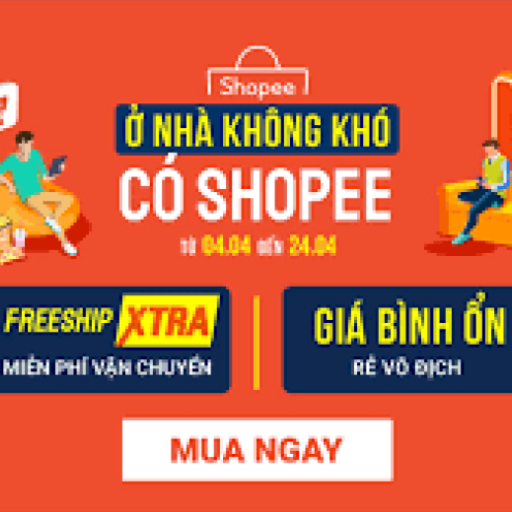 Shopee
Ở NHÀ KHÔNG KHÓ
CÓ SHOPEE
TỪ 04.04 ĐẾN 24.04
FREESHIP XTRA
MIỄN PHÍ VẬN CHUYỂN
GIÁ BÌNH ỔN
RẺ VÔ ĐỊCH
MUA NGAY